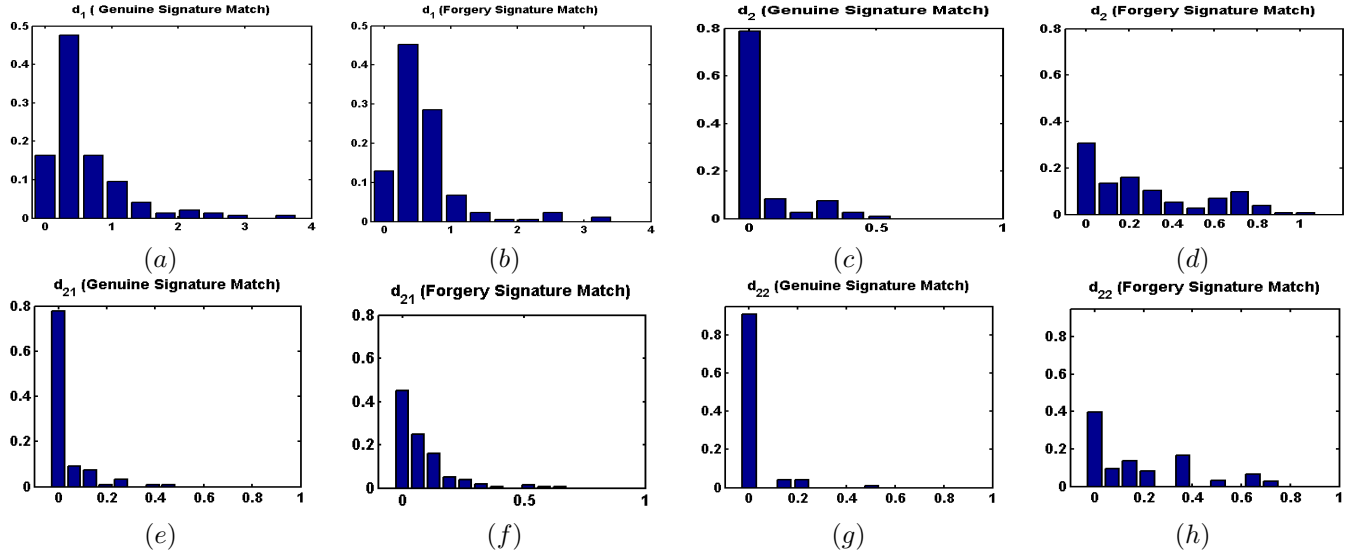 d1 ( Genuine Signature Match)
0.5
0.4
0.3
0.2
0.1
0
0 1 2 3 4
(a)
d1 (Forgery Signature Match)
0.5
0.4
0.3
0.2
0.1
0
0 1 2 3 4
(b)
d2 (Genuine Signature Match)
0.8
0.6
0.4
0.2
0
0 0.5 1
(c)
d2 (Forgery Signature Match)
0.8
0.6
0.4
0.2
0
0 0.2 0.4 0.6 0.8 1
(d)
d21 (Genuine Signature Match)
0.8
0.6
0.4
0.2
0
0 0.2 0.4 0.6 0.8 1
(e)
d21 (Forgery Signature Match)
0.8
0.6
0.4
0.2
0
0 0.5 1
(f)
d22 (Genuine Signature Match)
0.8
0.6
0.4
0.2
0
0 0.2 0.4 0.6 0.8 1
(g)
d22 (Forgery Signature Match)
0.8
0.6
0.4
0.2
0
0 0.2 0.4 0.6 0.8 1
(h)